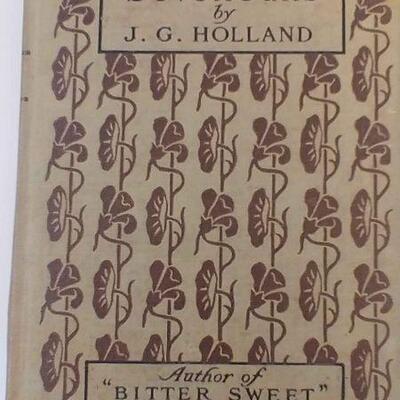 by
J. G. HOLLAND
Author of
"BITTER SWEET"